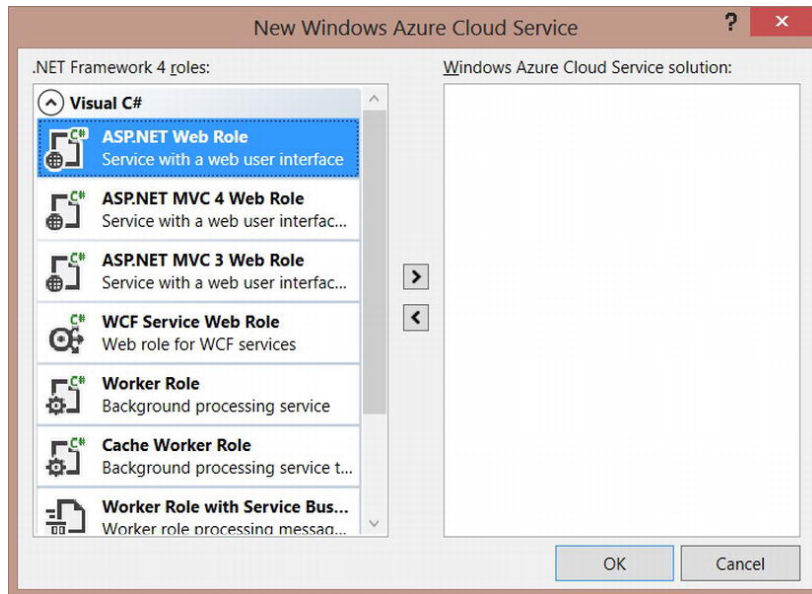 New Windows Azure Cloud Service
?
.NET Framework 4 roles:
Visual C#
C#
ASP.NET Web Role
Service with a web user interface
C#
ASP.NET MVC 4 Web Role
Service with a web user interfac...
C#
ASP.NET MVC 3 Web Role
Service with a web user interfac...
C#
WCF Service Web Role
Web role for WCF services
C#
Worker Role
Background processing service
C#
Cache Worker Role
Background processing service t...
Worker Role with Service Bus...
Worker role processing messag...
Windows Azure Cloud Service solution:
OK
Cancel